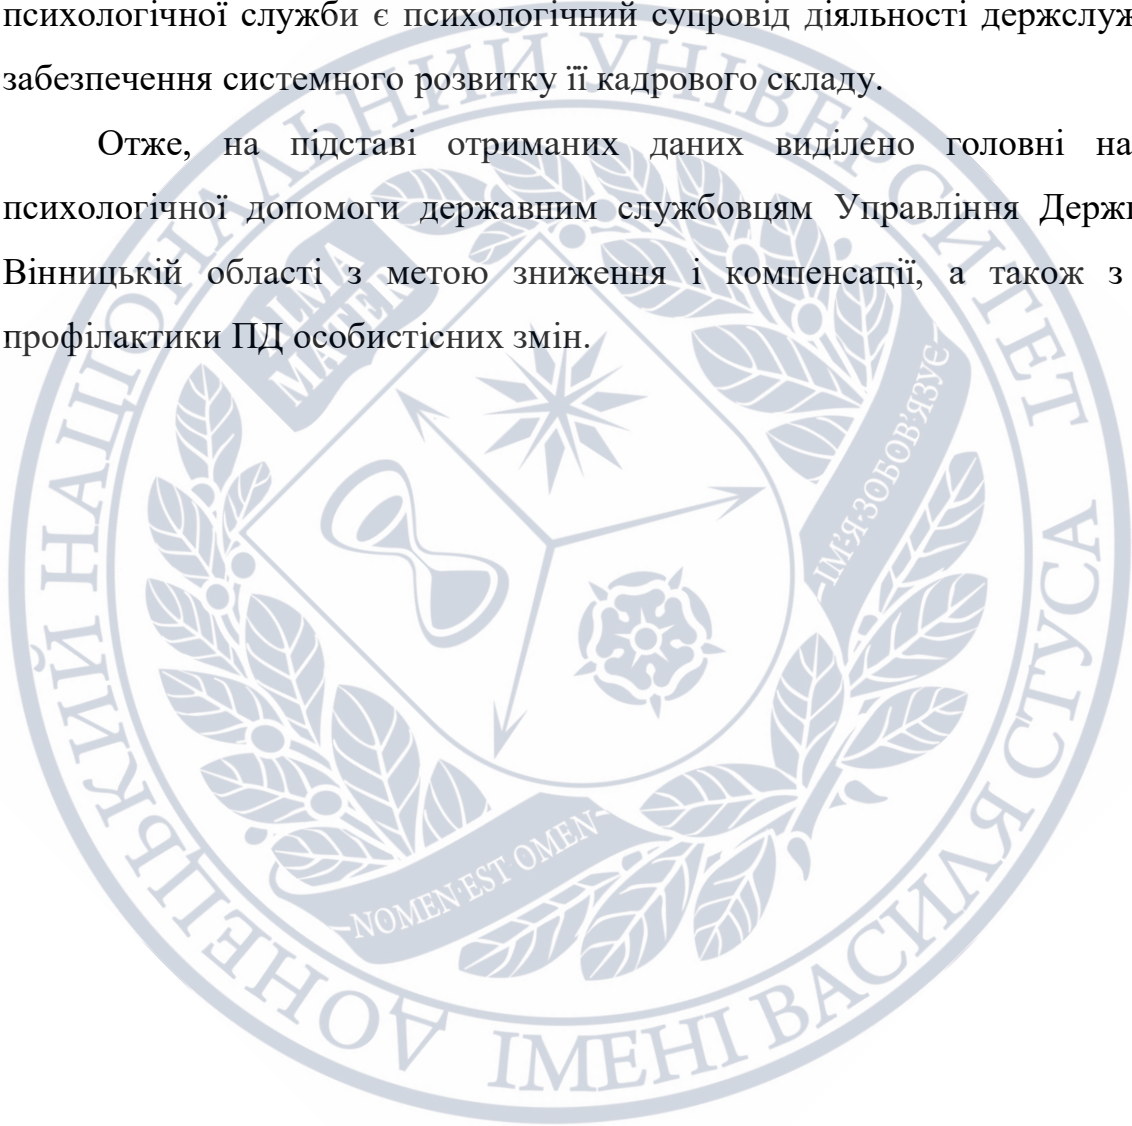 психологічної служби є психологічний супровід діяльності держслуж
забезпечення системного розвитку її кадрового складу.
Отже, на підставі отриманих даних виділено головні на
психологічної допомоги державним службовцям Управління Держ
Вінницькій області з метою зниження і компенсації, а також з
профілактики ПД особистісних змін.
ДОНЕЦЬКИЙ НАЦІОНАЛЬНИЙ УНІВЕРСИТЕТ
ІМЕНІ ВАСИЛЯ СТУСА
ALMA
MATER
ІМ'Я·ЗОБОВ'ЯЗУЄ
NOMEN·EST·OMEN